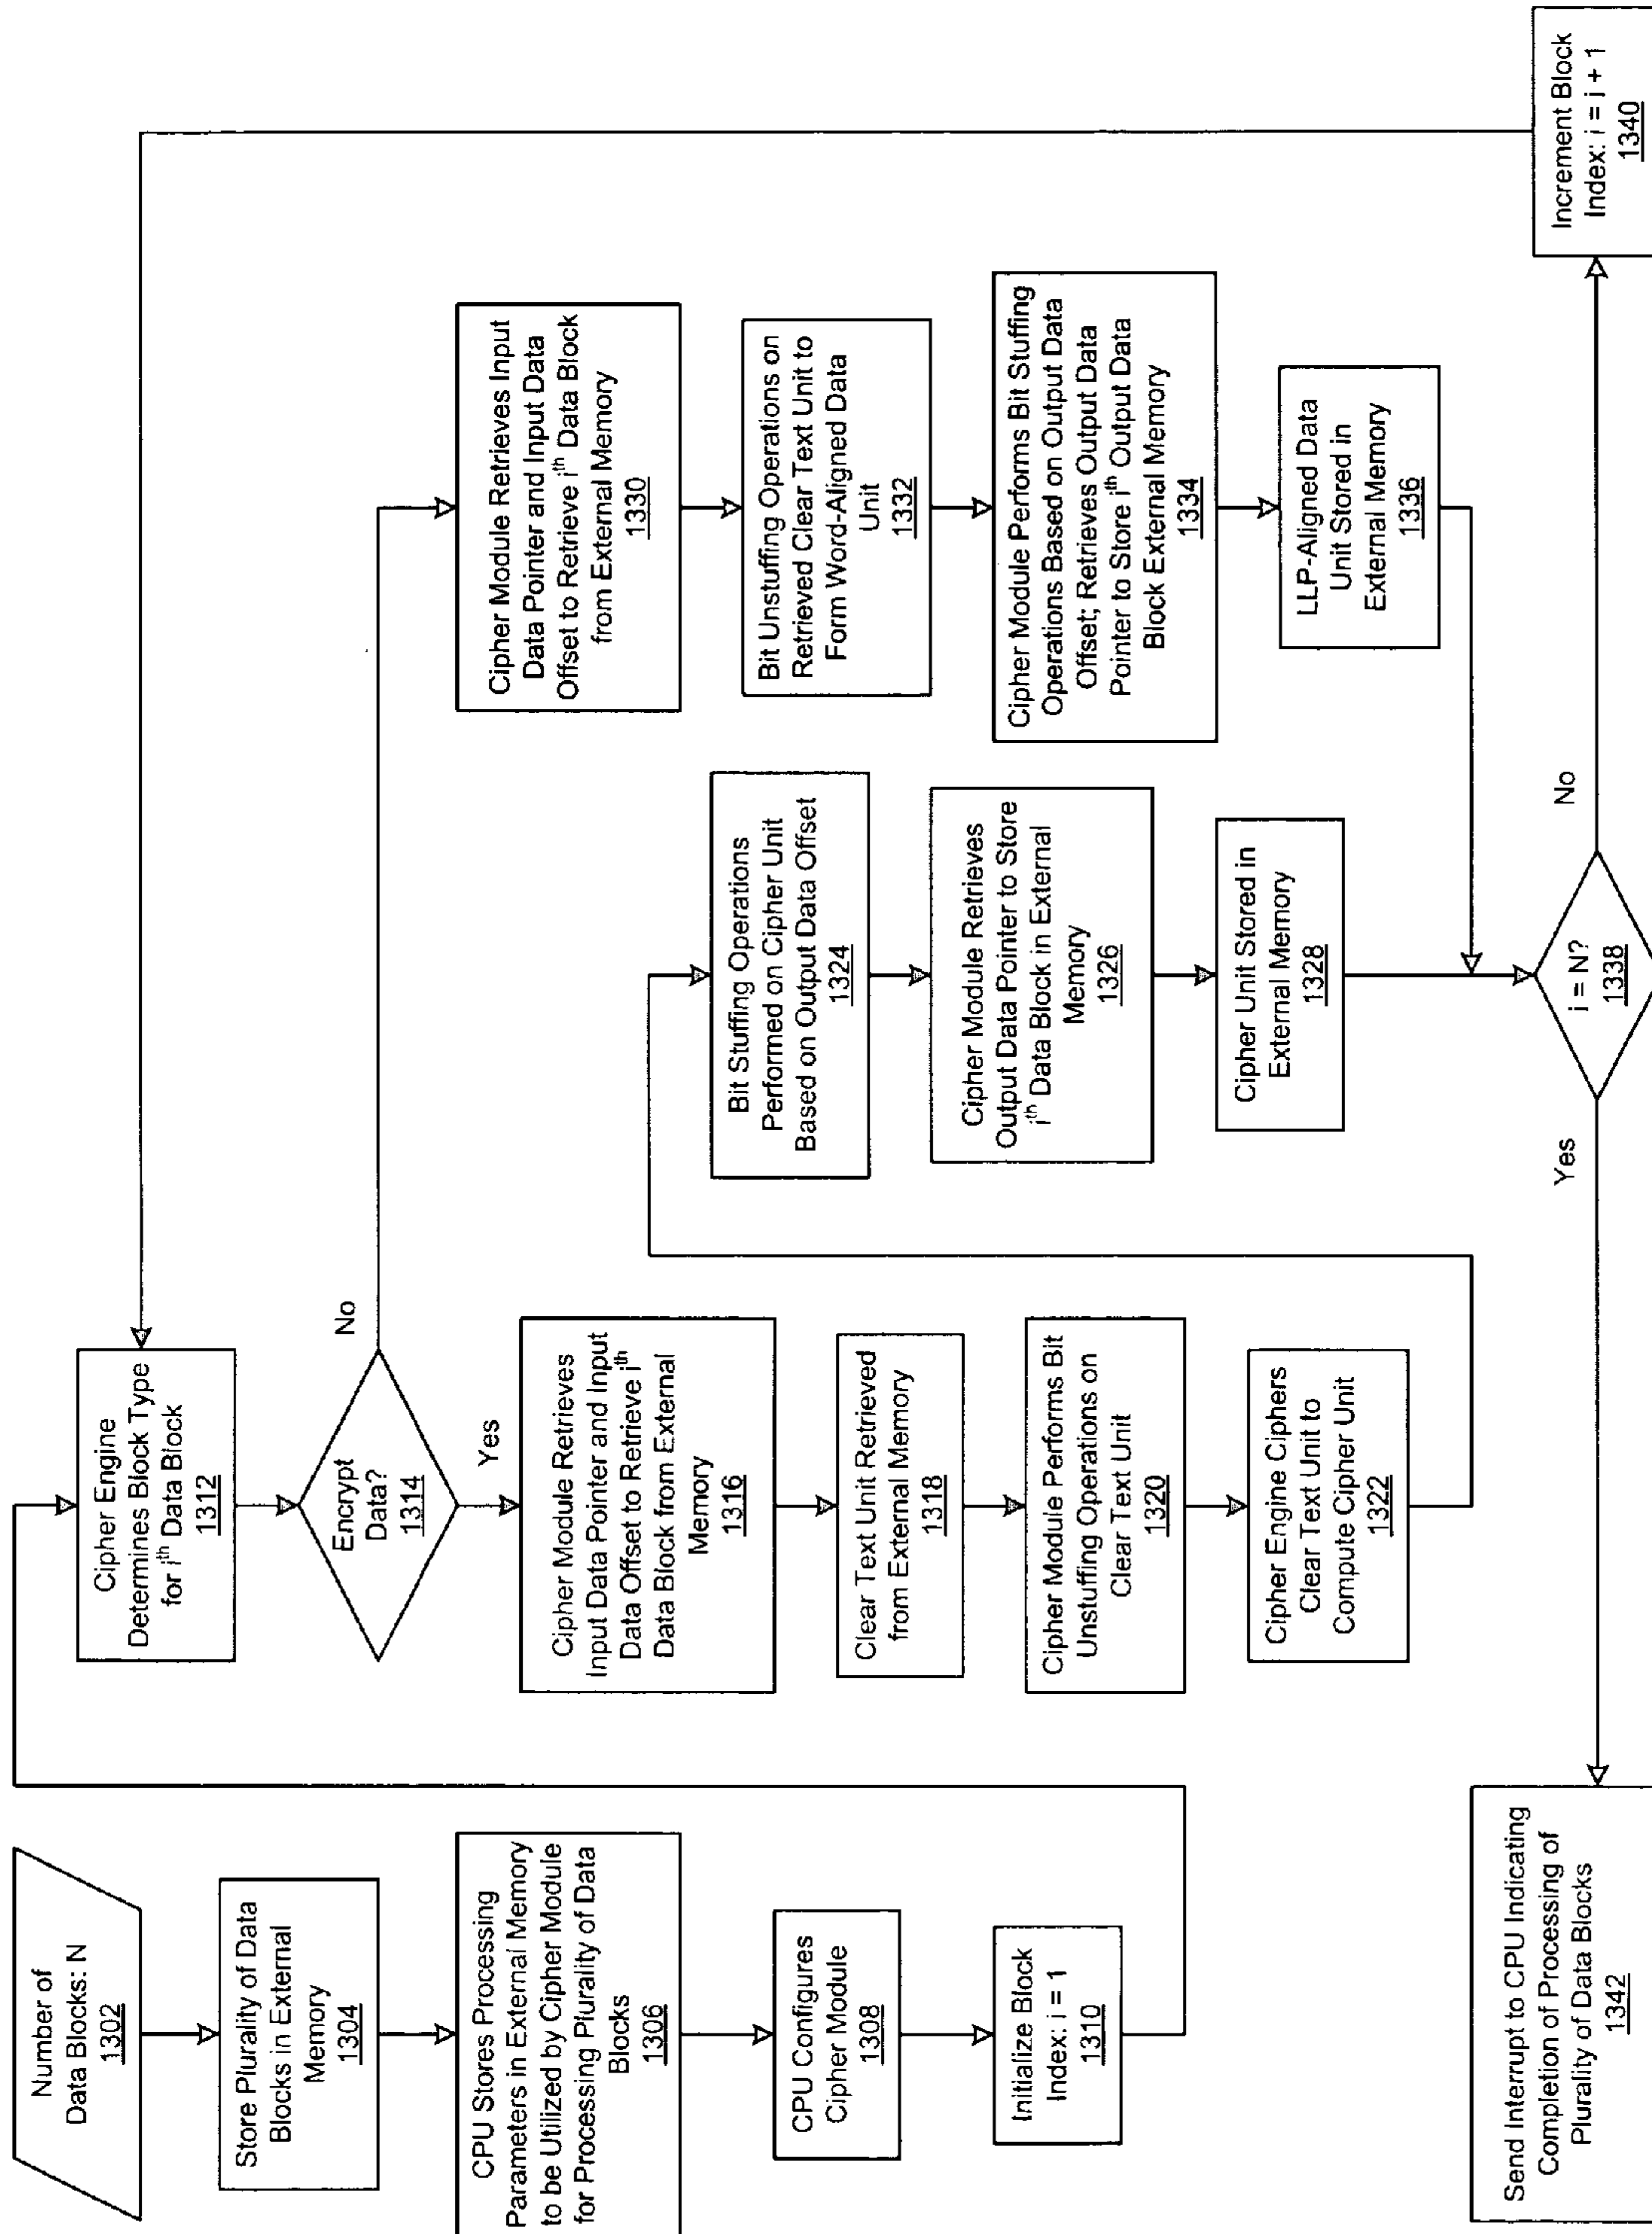 Number of
Data Blocks: N
1302
Store Plurality of Data
Blocks in External
Memory
1304
CPU Stores Processing
Parameters in External Memory
to be Utilized by Cipher Module
for Processing Plurality of Data
Blocks
1306
CPU Configures
Cipher Module
1308
Initialize Block
Index: i = 1
1310
Cipher Engine
Determines Block Type
for ith Data Block
1312
Encrypt
Data?
1314
No
Yes
Cipher Module Retrieves
Input Data Pointer and Input
Data Offset to Retrieve ith
Data Block from External
Memory
1316
Clear Text Unit Retrieved
from External Memory
1318
Cipher Module Performs Bit
Unstuffing Operations on
Clear Text Unit
1320
Cipher Engine Ciphers
Clear Text Unit to
Compute Cipher Unit
1322
Bit Stuffing Operations
Performed on Cipher Unit
Based on Output Data Offset
1324
Cipher Module Retrieves
Output Data Pointer to Store
ith Data Block in External
Memory
1326
Cipher Unit Stored in
External Memory
1328
Cipher Module Retrieves Input
Data Pointer and Input Data
Offset to Retrieve ith Data Block
from External Memory
1330
Bit Unstuffing Operations on
Retrieved Clear Text Unit to
Form Word-Aligned Data
Unit
1332
Cipher Module Performs Bit Stuffing
Operations Based on Output Data
Offset; Retrieves Output Data
Pointer to Store ith Output Data
Block External Memory
1334
LLP-Aligned Data
Unit Stored in
External Memory
1336
i = N?
1338
Yes
No
Increment Block
Index: i = i + 1
1340
Send Interrupt to CPU Indicating
Completion of Processing of
Plurality of Data Blocks
1342